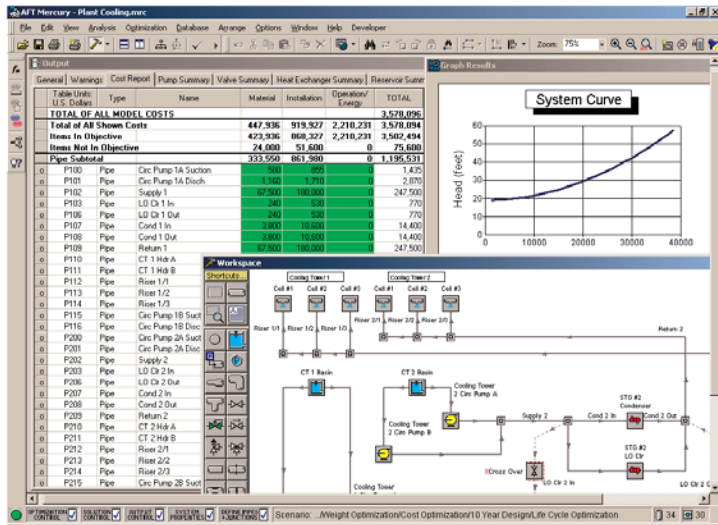 AFT Mercury - Plant Cooling.mrc
File Edit View Analysis Optimization Database Arrange Options Window Help Developer
Zoom: 75%
Output
General Warnings Cost Report Pump Summary Valve Summary Heat Exchanger Summary Reservoir Summ
Table Units: U.S. Dollars Type Name Material Installation Operation/ Energy TOTAL
TOTAL OF ALL MODEL COSTS 3,578,096
Total of All Shown Costs 447,936 919,927 2,210,231 3,578,094
Items In Objective 423,936 868,327 2,210,231 3,502,494
Items Not In Objective 24,000 51,600 0 75,600
Pipe Subtotal 333,550 861,980 0 1,195,531
P100 Pipe Circ Pump 1A Suction 580 855 0 1,435
P101 Pipe Circ Pump 1A Disch 1,160 1,710 0 2,870
P102 Pipe Supply 1 67,500 180,000 0 247,500
P103 Pipe LO Clr 1 In 240 530 0 770
P106 Pipe LO Clr 1 Out 240 530 0 770
P107 Pipe Cond 1 In 3,800 10,600 0 14,400
P108 Pipe Cond 1 Out 3,800 10,600 0 14,400
P109 Pipe Return 1 67,500 180,000 0 247,500
P110 Pipe CT 1 Hdr A
P111 Pipe CT 1 Hdr B
P112 Pipe Riser 1/1
P113 Pipe Riser 1/2
P114 Pipe Riser 1/3
P115 Pipe Circ Pump 1B Suct
P116 Pipe Circ Pump 1B Disc
P200 Pipe Circ Pump 2A Suct
P201 Pipe Circ Pump 2A Disc
P202 Pipe Supply 2
P203 Pipe LO Clr 2 In
P206 Pipe LO Clr 2 Out
P207 Pipe Cond 2 In
P208 Pipe Cond 2 Out
P209 Pipe Return 2
P210 Pipe CT 2 Hdr A
P211 Pipe CT 2 Hdr B
P212 Pipe Riser 2/1
P213 Pipe Riser 2/2
P214 Pipe Riser 2/3
P215 Pipe Circ Pump 2B Suct
Graph Results
System Curve
Head (feet)
60
50
40
30
20
10
0
0 10000 20000 30000 40000
Workspace
Shortcuts...
Cooling Tower 1 Cooling Tower 2
Cell #1 Cell #2 Cell #3 Cell #1 Cell #2 Cell #3
Riser 1/1 Riser 1/2 Riser 1/3 Riser 2/1 Riser 2/2 Riser 2/3
Return 2
CT 1 Basin CT 2 Basin
Cooling Tower
2 Circ Pump A
Cooling Tower
2 Circ Pump B
Supply 2 Cond 2 In Cond 2 Out
STG #2
Condenser
STG #2
LO Clr
XCross Over
LO Clr 2 In LO Clr 2 O
Cooling Tower
OPTIMIZATION CONTROL SOLUTION CONTROL OUTPUT CONTROL SYSTEM PROPERTIES DEFINE PIPES +JUNCTIONS Scenario: .../Weight Optimization/Cost Optimization/10 Year Design/Life Cycle Optimization 34 30